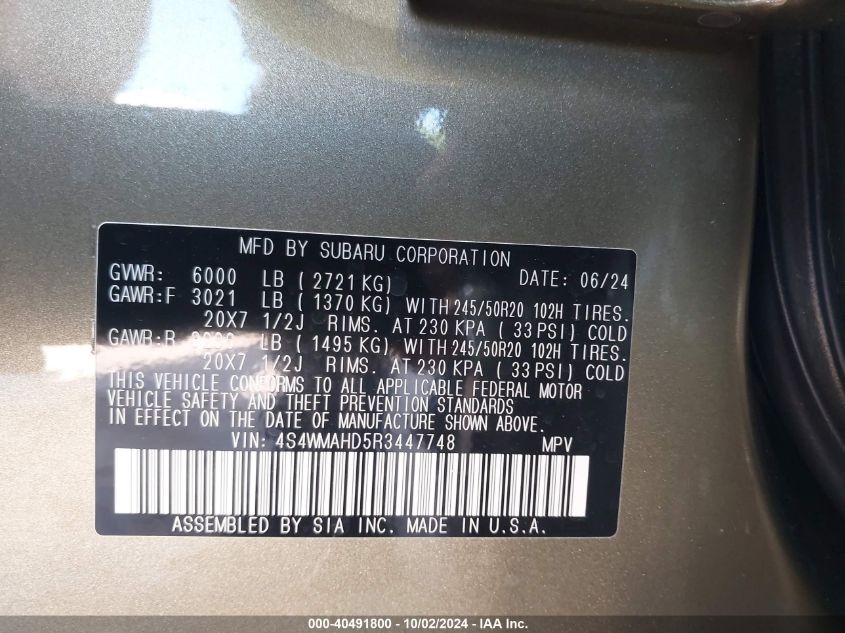 MFD BY SUBARU CORPORATION
GVWR: 6000 LB ( 2721 KG) DATE: 06/24
GAWR:F 3021 LB ( 1370 KG) WITH 245/50R20 102H TIRES.
20X7 1/2J RIMS. AT 230 KPA ( 33 PSI) COLD
GAWR:R LB ( 1495 KG) WITH 245/50R20 102H TIRES.
20X7 1/2J RIMS. AT 230 KPA ( 33 PSI) COLD
THIS VEHICLE CONFORMS TO ALL APPLICABLE FEDERAL MOTOR
VEHICLE SAFETY AND THEFT PREVENTION STANDARDS
IN EFFECT ON THE DATE OF MANUFACTURE SHOWN ABOVE.
VIN: 4S4WMAHD5R3447748 MPV
ASSEMBLED BY SIA INC. MADE IN U.S.A.
000-40491800 - 10/02/2024 - IAA Inc.